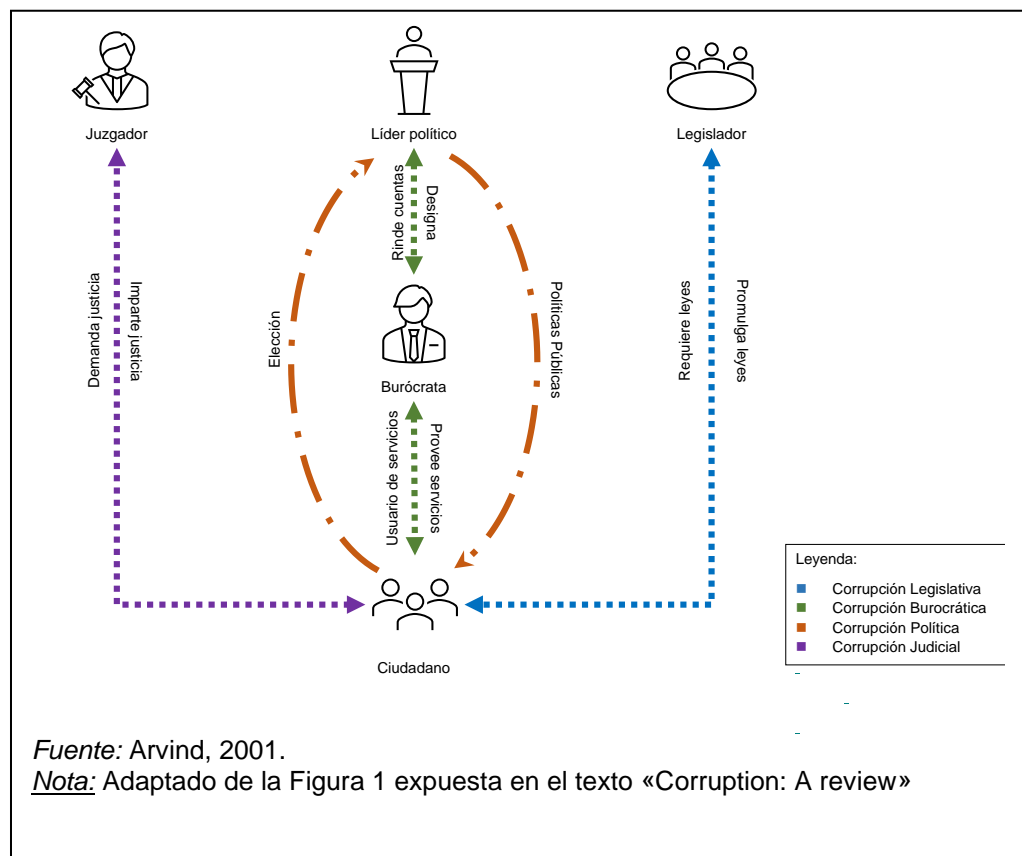 Juzgador
Líder político
Legislador
Rinde cuentas
Designa
Demanda justicia
Imparte justicia
Elección
Políticas Públicas
Requiere leyes
Promulga leyes
Burócrata
Usuario de servicios
Provee servicios
Ciudadano
Leyenda:
Corrupción Legislativa
Corrupción Burocrática
Corrupción Política
Corrupción Judicial
Fuente: Arvind, 2001.
Nota: Adaptado de la Figura 1 expuesta en el texto «Corruption: A review»